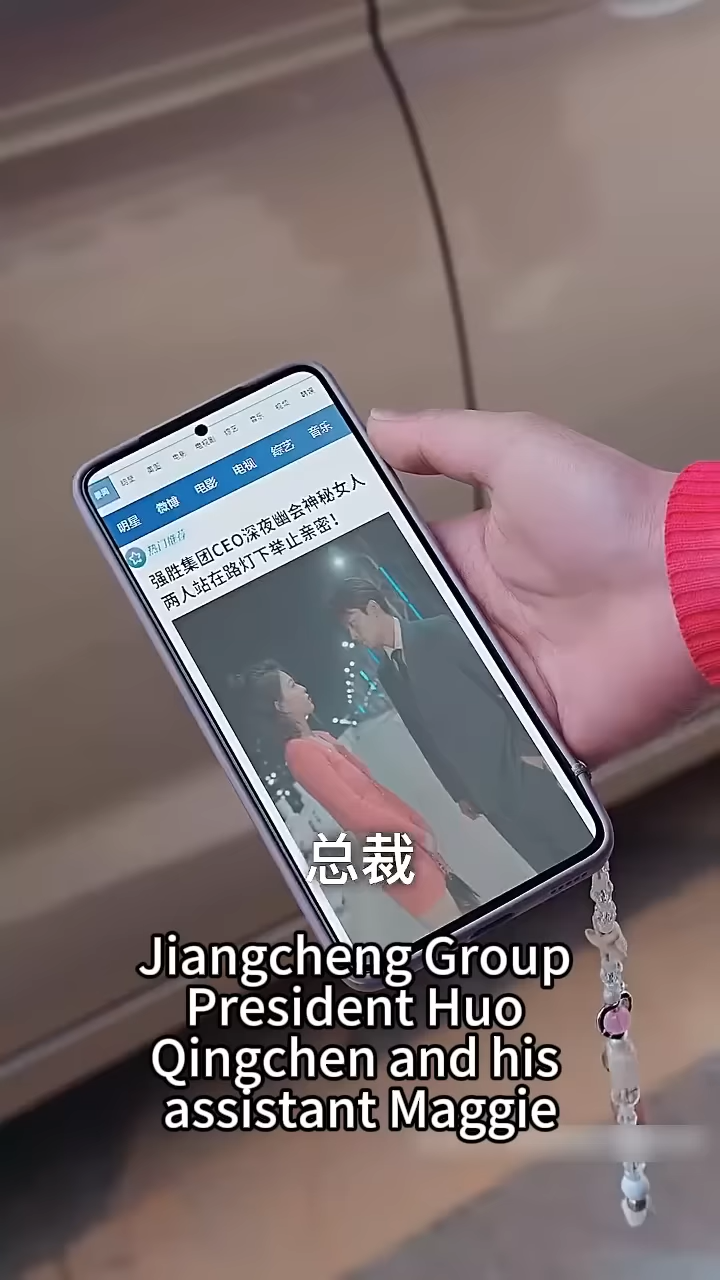 明星 微博 电影 电视 综艺 音乐
热门推荐
强胜集团CEO深夜幽会神秘女人
两人站在路灯下举止亲密！
总裁
Jiangcheng Group
President Huo
Qingchen and his
assistant Maggie